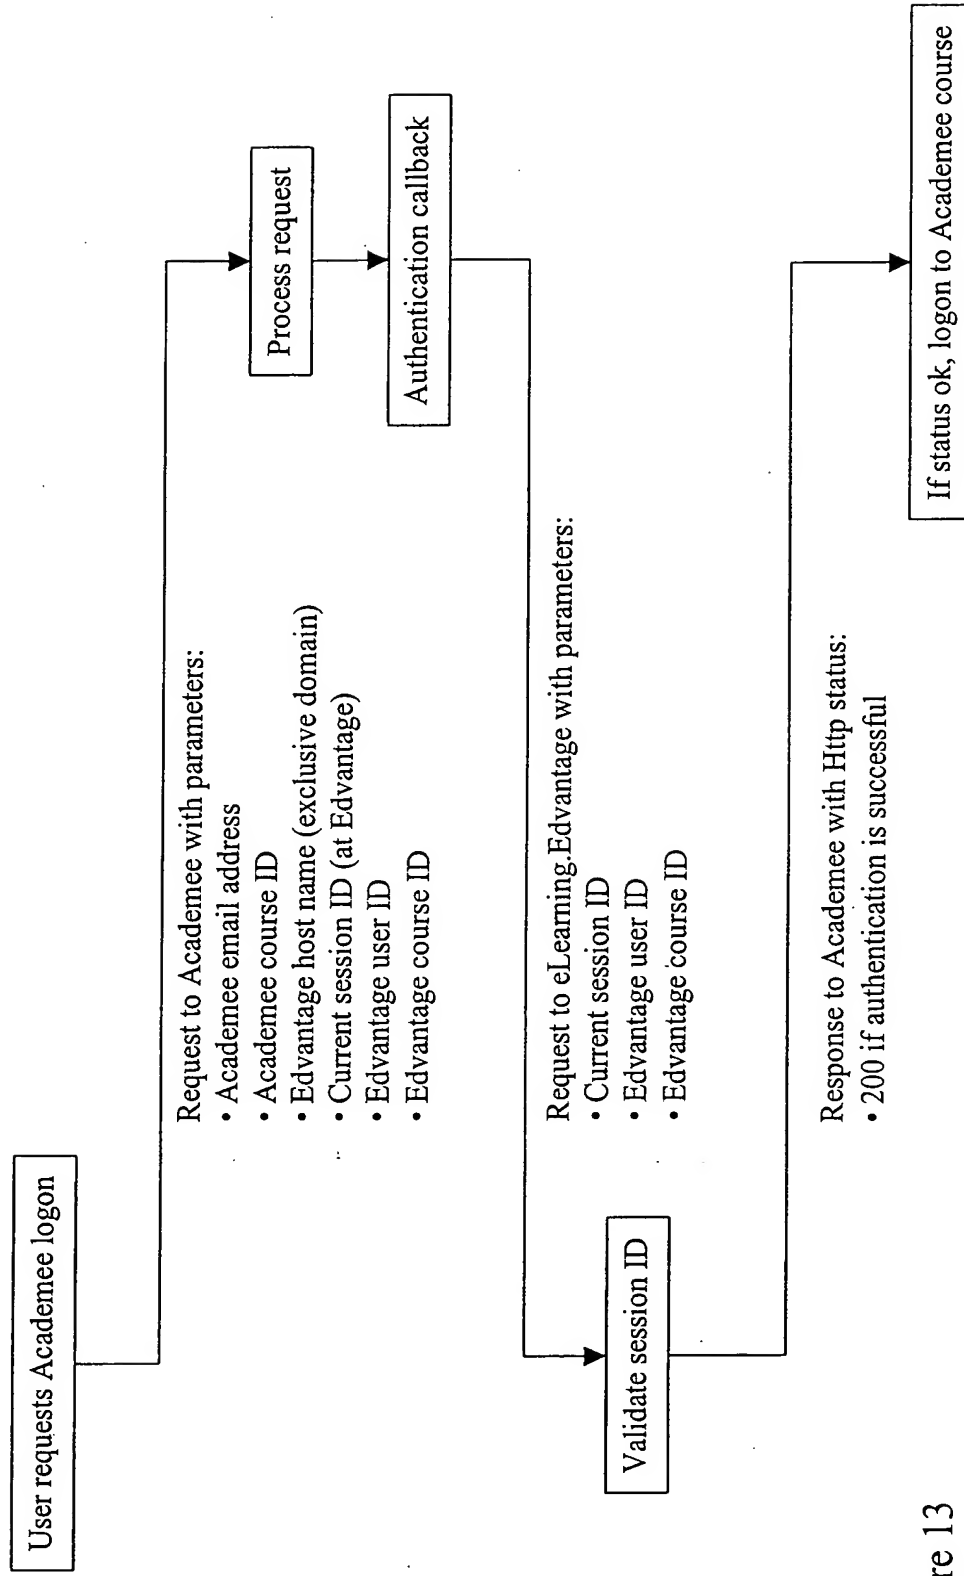 User requests Academee logon
Request to Academee with parameters:
• Academee email address
• Academee course ID
• Edvantage host name (exclusive domain)
• Current session ID (at Edvantage)
• Edvantage user ID
• Edvantage course ID
Process request
Authentication callback
Request to eLearning.Edvantage with parameters:
• Current session ID
• Edvantage user ID
• Edvantage course ID
Validate session ID
Response to Academee with Http status:
• 200 if authentication is successful
If status ok, logon to Academee course
re 13